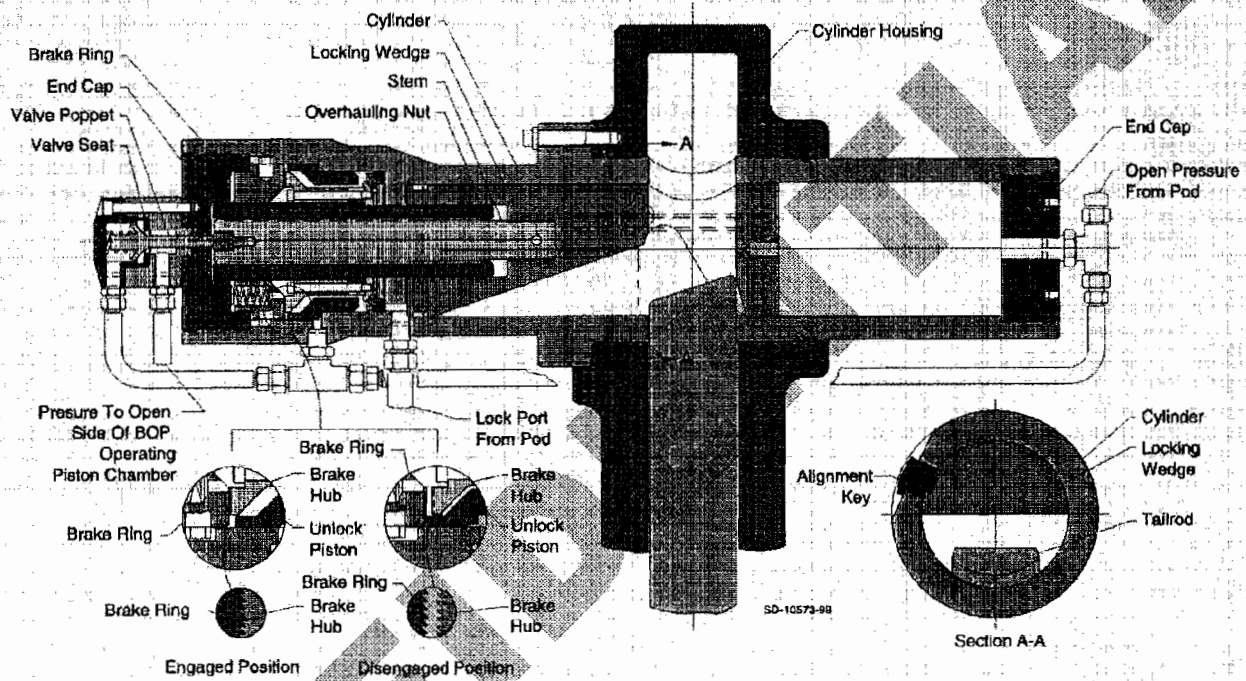 Cylinder
Locking Wedge
Stem
Overhauling Nut
Brake Ring
End Cap
Valve Poppet
Valve Seat
Cylinder Housing
A
End Cap
Open Pressure
From Pod
A
Presure To Open
Side Of BOP
Operating
Piston Chamber
Lock Port
From Pod
Brake Ring
Brake
Hub
Unlock
Piston
Brake Ring
Brake
Hub
Unlock
Piston
Brake Ring
Brake
Hub
Brake Ring
Brake
Hub
Engaged Position
Disengaged Position
SD-10573-98
Alignment
Key
Cylinder
Locking
Wedge
Tailrod
Section A-A